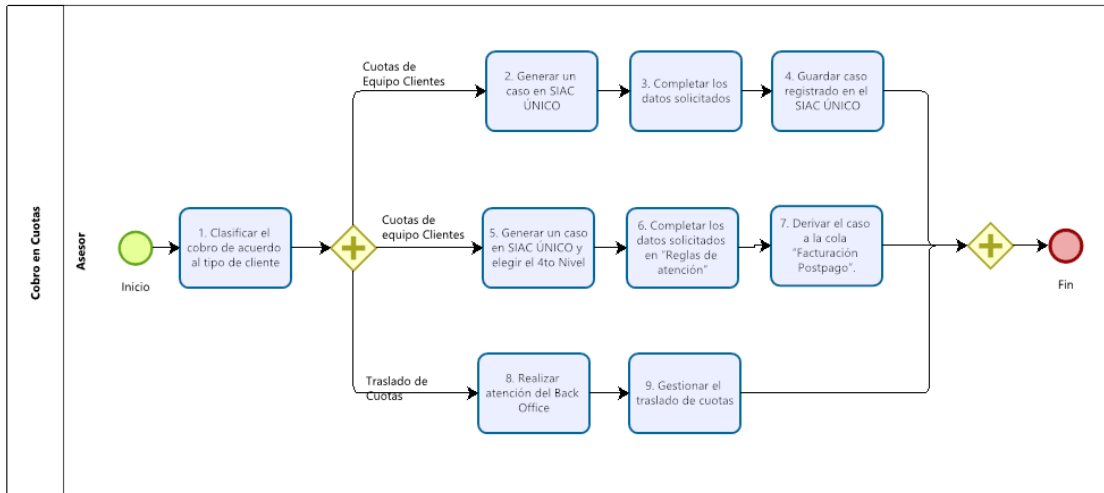 Cobro en Cuotas
Asesor
Inicio
1. Clasificar el
cobro de acuerdo
al tipo de cliente
Cuotas de
Equipo Clientes
2. Generar un
caso en SIAC
ÚNICO
3. Completar los
datos solicitados
4. Guardar caso
registrado en el
SIAC ÚNICO
Cuotas de
equipo Clientes
5. Generar un caso
en SIAC ÚNICO y
elegir el 4to Nivel
6. Completar los
datos solicitados
en "Reglas de
atención"
7. Derivar el caso
a la cola
"Facturación
Postpago".
Traslado de
Cuotas
8. Realizar
atención del Back
Office
9. Gestionar el
traslado de cuotas
Fin